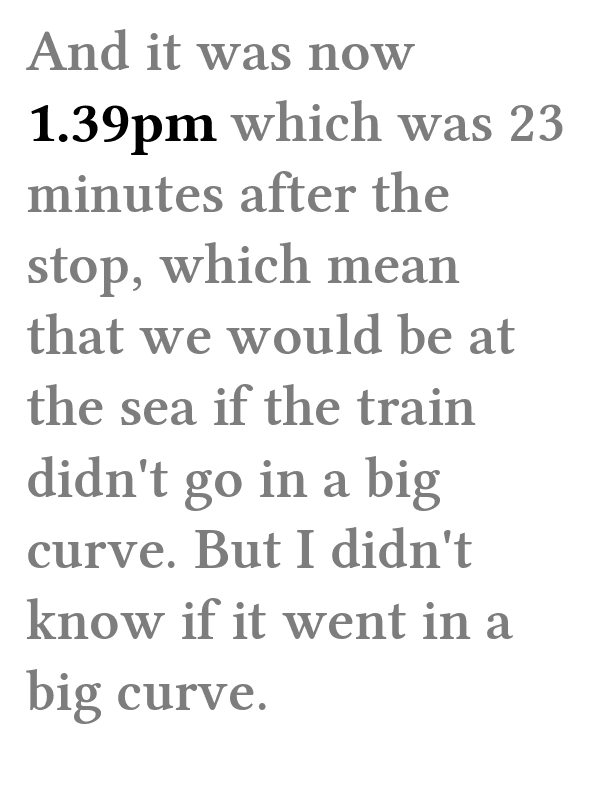 And it was now
1.39pm which was 23
minutes after the
stop, which mean
that we would be at
the sea if the train
didn't go in a big
curve. But I didn't
know if it went in a
big curve.